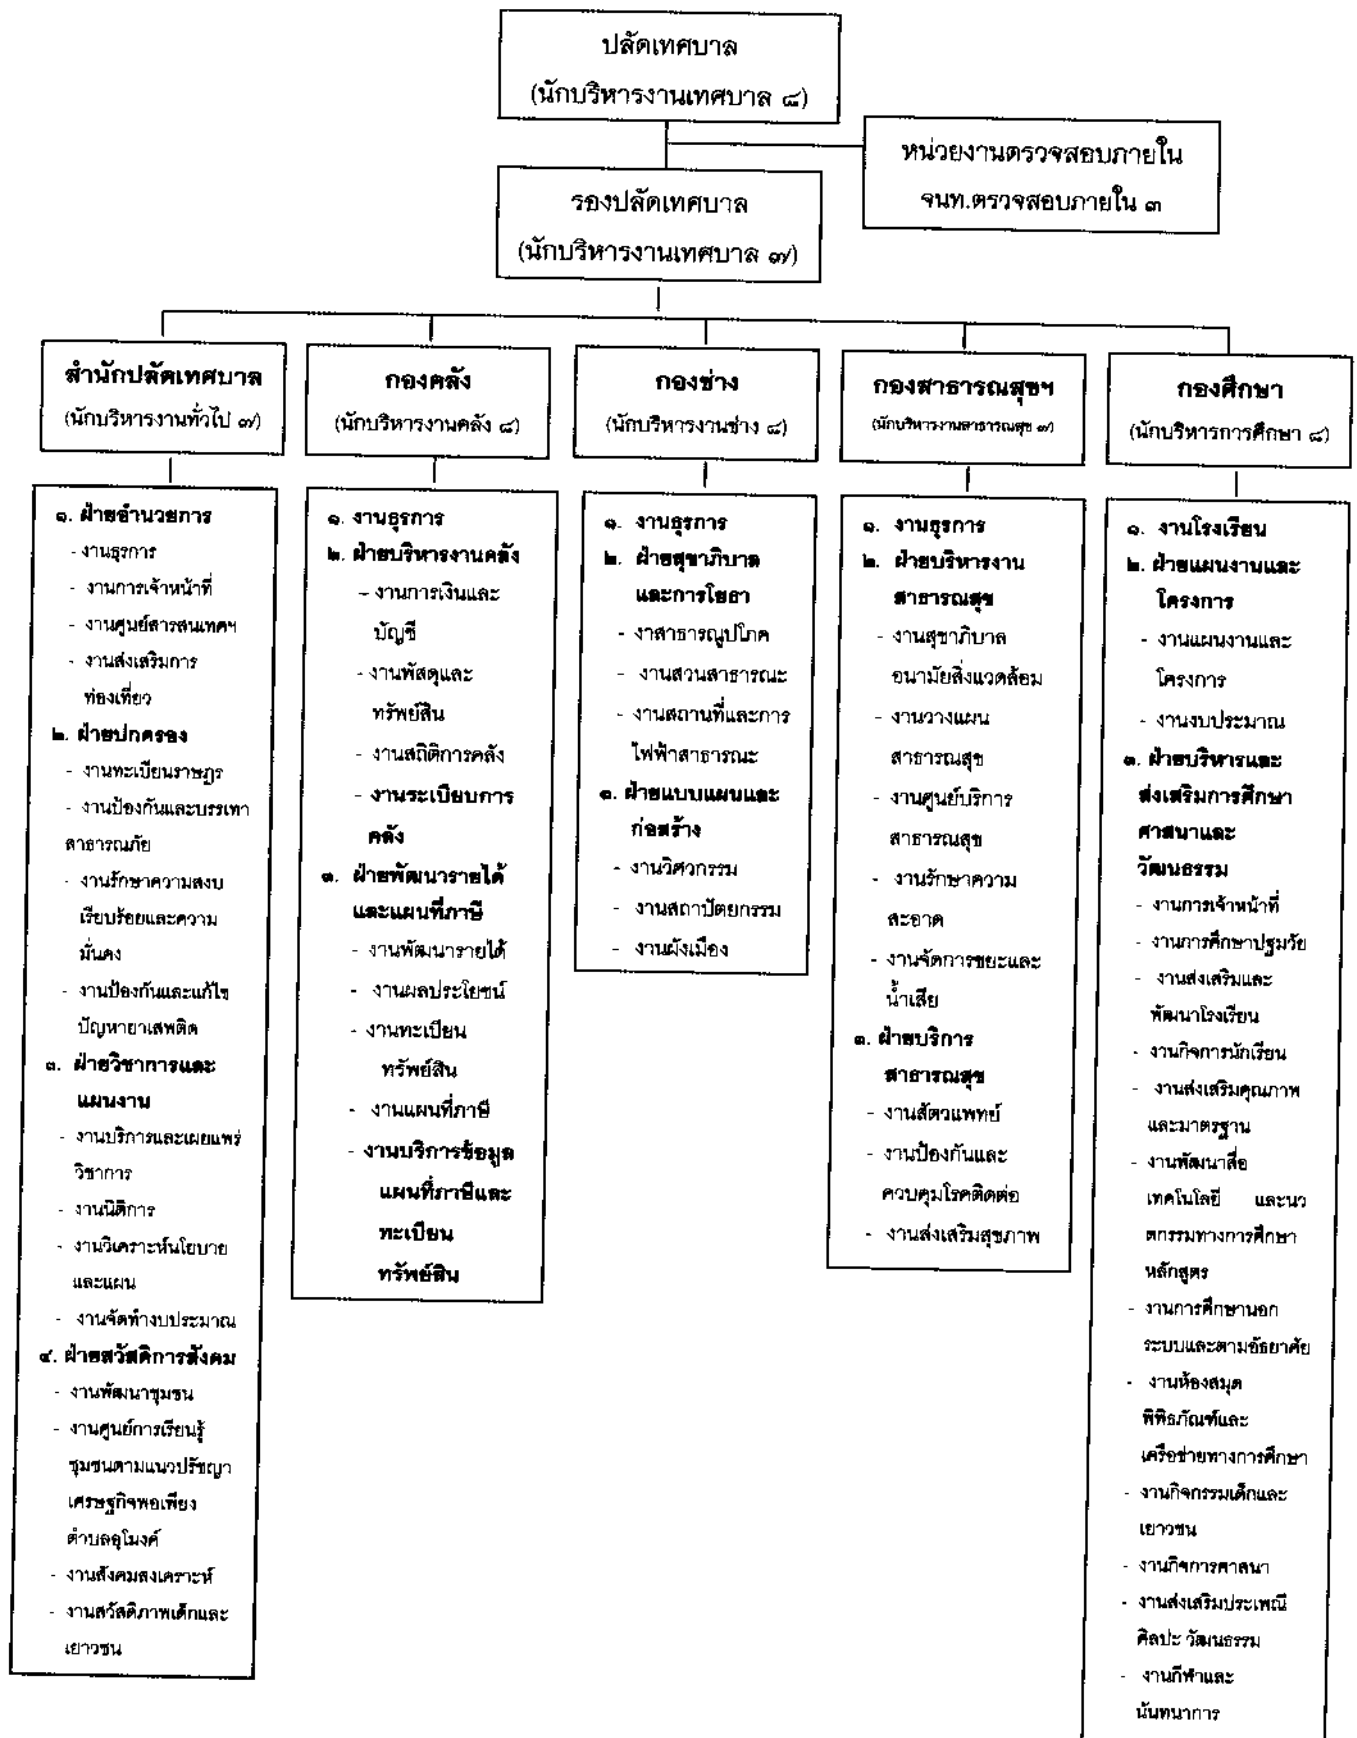 ปลัดเทศบาล
(นักบริหารงานเทศบาล ๘)
หน่วยงานตรวจสอบภายใน
จนท.ตรวจสอบภายใน ๓
รองปลัดเทศบาล
(นักบริหารงานเทศบาล ๗)
สำนักปลัดเทศบาล
(นักบริหารงานทั่วไป ๗)
๑. ฝ่ายอำนวยการ
- งานธุรการ
- งานการเจ้าหน้าที่
- งานศูนย์สารสนเทศฯ
- งานส่งเสริมการ
ท่องเที่ยว
๒. ฝ่ายปกครอง
- งานทะเบียนราษฎร
- งานป้องกันและบรรเทา
สาธารณภัย
- งานรักษาความสงบ
เรียบร้อยและความ
มั่นคง
- งานป้องกันและแก้ไข
ปัญหายาเสพติด
๓. ฝ่ายวิชาการและ
แผนงาน
- งานบริการและเผยแพร่
วิชาการ
- งานนิติการ
- งานวิเคราะห์นโยบาย
และแผน
- งานจัดทำงบประมาณ
๔. ฝ่ายสวัสดิการสังคม
- งานพัฒนาชุมชน
- งานศูนย์การเรียนรู้
ชุมชนตามแนวปรัชญา
เศรษฐกิจพอเพียง
ตำบลอุโมงค์
- งานสังคมสงเคราะห์
- งานสวัสดิภาพเด็กและ
เยาวชน
กองคลัง
(นักบริหารงานคลัง ๘)
๑. งานธุรการ
๒. ฝ่ายบริหารงานคลัง
- งานการเงินและ
บัญชี
- งานพัสดุและ
ทรัพย์สิน
- งานสถิติการคลัง
- งานระเบียบการ
คลัง
๓. ฝ่ายพัฒนารายได้
และแผนที่ภาษี
- งานพัฒนารายได้
- งานผลประโยชน์
- งานทะเบียน
ทรัพย์สิน
- งานแผนที่ภาษี
- งานบริการข้อมูล
แผนที่ภาษีและ
ทะเบียน
ทรัพย์สิน
กองช่าง
(นักบริหารงานช่าง ๘)
๑. งานธุรการ
๒. ฝ่ายสุขาภิบาล
และการโยธา
- งาสาธารณูปโภค
- งานสวนสาธารณะ
- งานสถานที่และการ
ไฟฟ้าสาธารณะ
๓. ฝ่ายแบบแผนและ
ก่อสร้าง
- งานวิศวกรรม
- งานสถาปัตยกรรม
- งานผังเมือง
กองสาธารณสุขฯ
(นักบริหารงานสาธารณสุข ๗)
๑. งานธุรการ
๒. ฝ่ายบริหารงาน
สาธารณสุข
- งานสุขาภิบาล
อนามัยสิ่งแวดล้อม
- งานวางแผน
สาธารณสุข
- งานศูนย์บริการ
สาธารณสุข
- งานรักษาความ
สะอาด
- งานจัดการขยะและ
น้ำเสีย
๓. ฝ่ายบริการ
สาธารณสุข
- งานสัตวแพทย์
- งานป้องกันและ
ควบคุมโรคติดต่อ
- งานส่งเสริมสุขภาพ
กองศึกษา
(นักบริหารการศึกษา ๘)
๑. งานโรงเรียน
๒. ฝ่ายแผนงานและ
โครงการ
- งานแผนงานและ
โครงการ
- งานงบประมาณ
๓. ฝ่ายบริหารและ
ส่งเสริมการศึกษา
ศาสนาและ
วัฒนธรรม
- งานการเจ้าหน้าที่
- งานการศึกษาปฐมวัย
- งานส่งเสริมและ
พัฒนาโรงเรียน
- งานกิจการนักเรียน
- งานส่งเสริมคุณภาพ
และมาตรฐาน
- งานพัฒนาสื่อ
เทคโนโลยี และนว
ตกรรมทางการศึกษา
หลักสูตร
- งานการศึกษานอก
ระบบและตามอัธยาศัย
- งานห้องสมุด
พิพิธภัณฑ์และ
เครือข่ายทางการศึกษา
- งานกิจกรรมเด็กและ
เยาวชน
- งานกิจการศาสนา
- งานส่งเสริมประเพณี
ศิลปะ วัฒนธรรม
- งานกีฬาและ
นันทนาการ